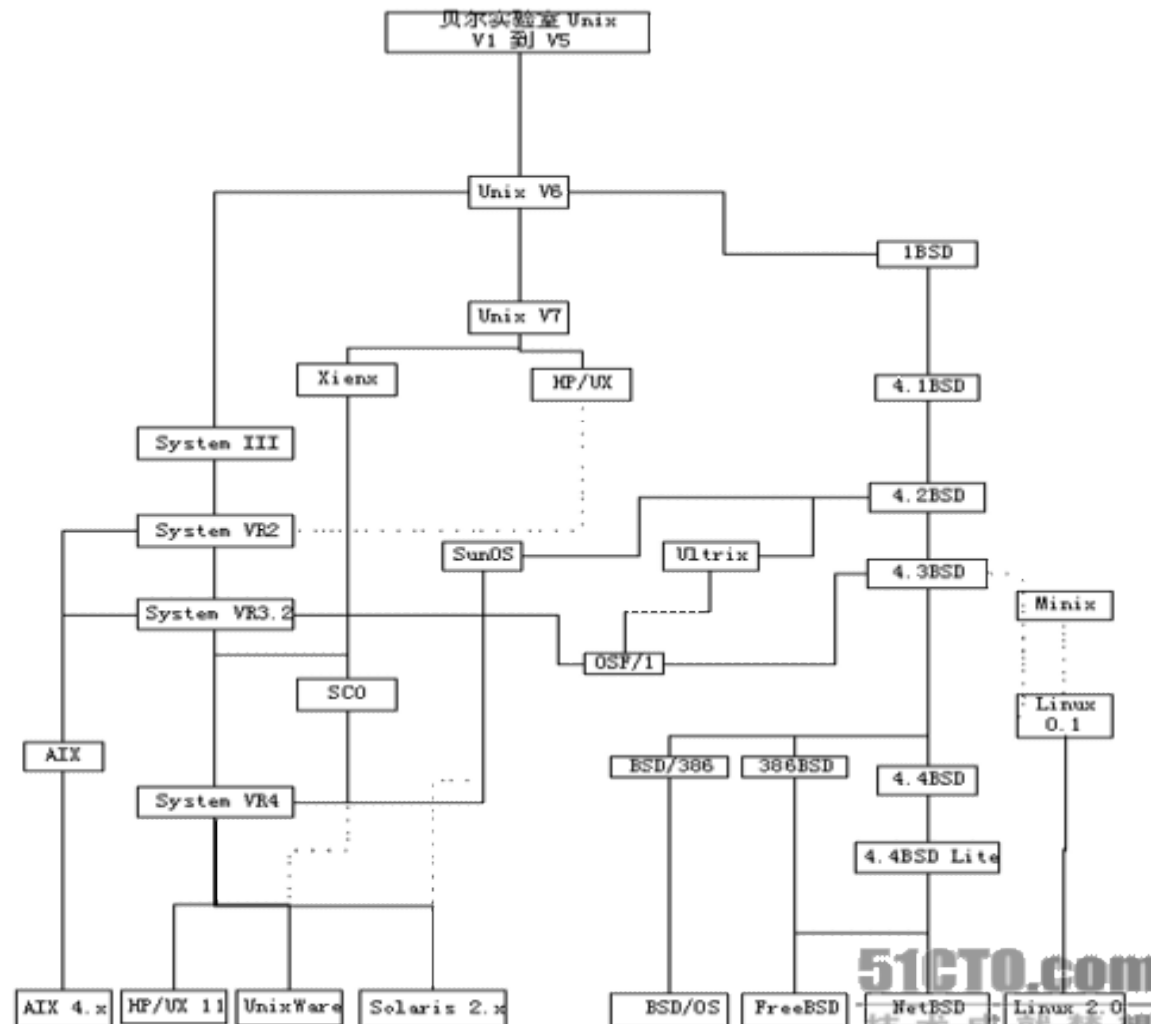 贝尔实验室 Unix
V1 到 V5
Unix V6
1BSD
Unix V7
Xienx
HP/UX
4.1BSD
System III
4.2BSD
System VR2
SunOS
Ultrix
4.3BSD
Minix
System VR3.2
OSF/1
SCO
Linux
0.1
AIX
BSD/386
386BSD
4.4BSD
System VR4
4.4BSD Lite
51CTO.com
AIX 4.x
HP/UX 11
UnixWare
Solaris 2.x
BSD/OS
FreeBSD
NetBSD
Linux 2.0